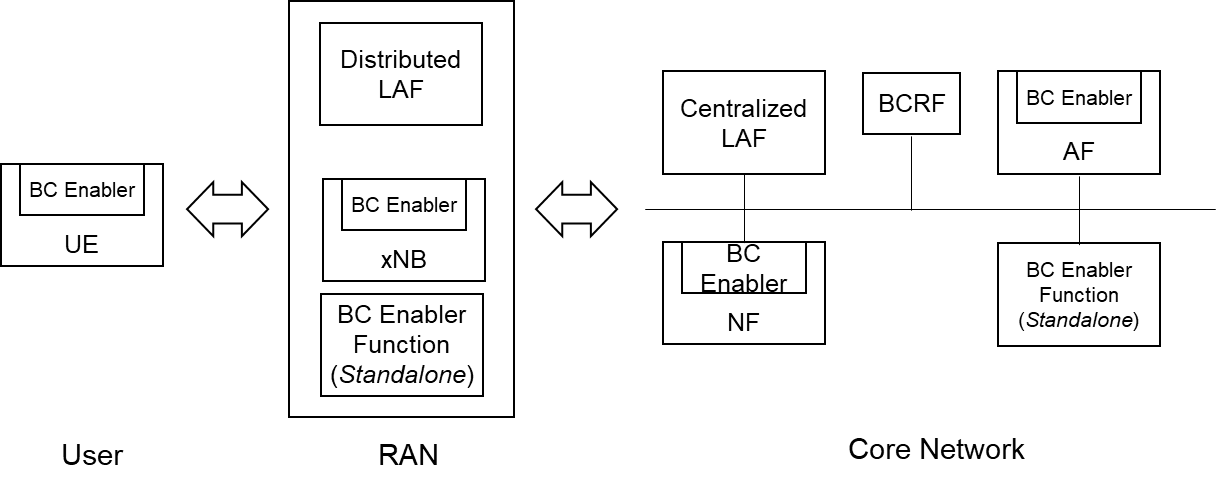 BC Enabler
UE
User
Distributed
LAF
BC Enabler
xNB
BC Enabler
Function
(Standalone)
RAN
Centralized
LAF
BCRF
BC Enabler
AF
BC
Enabler
NF
BC Enabler
Function
(Standalone)
Core Network